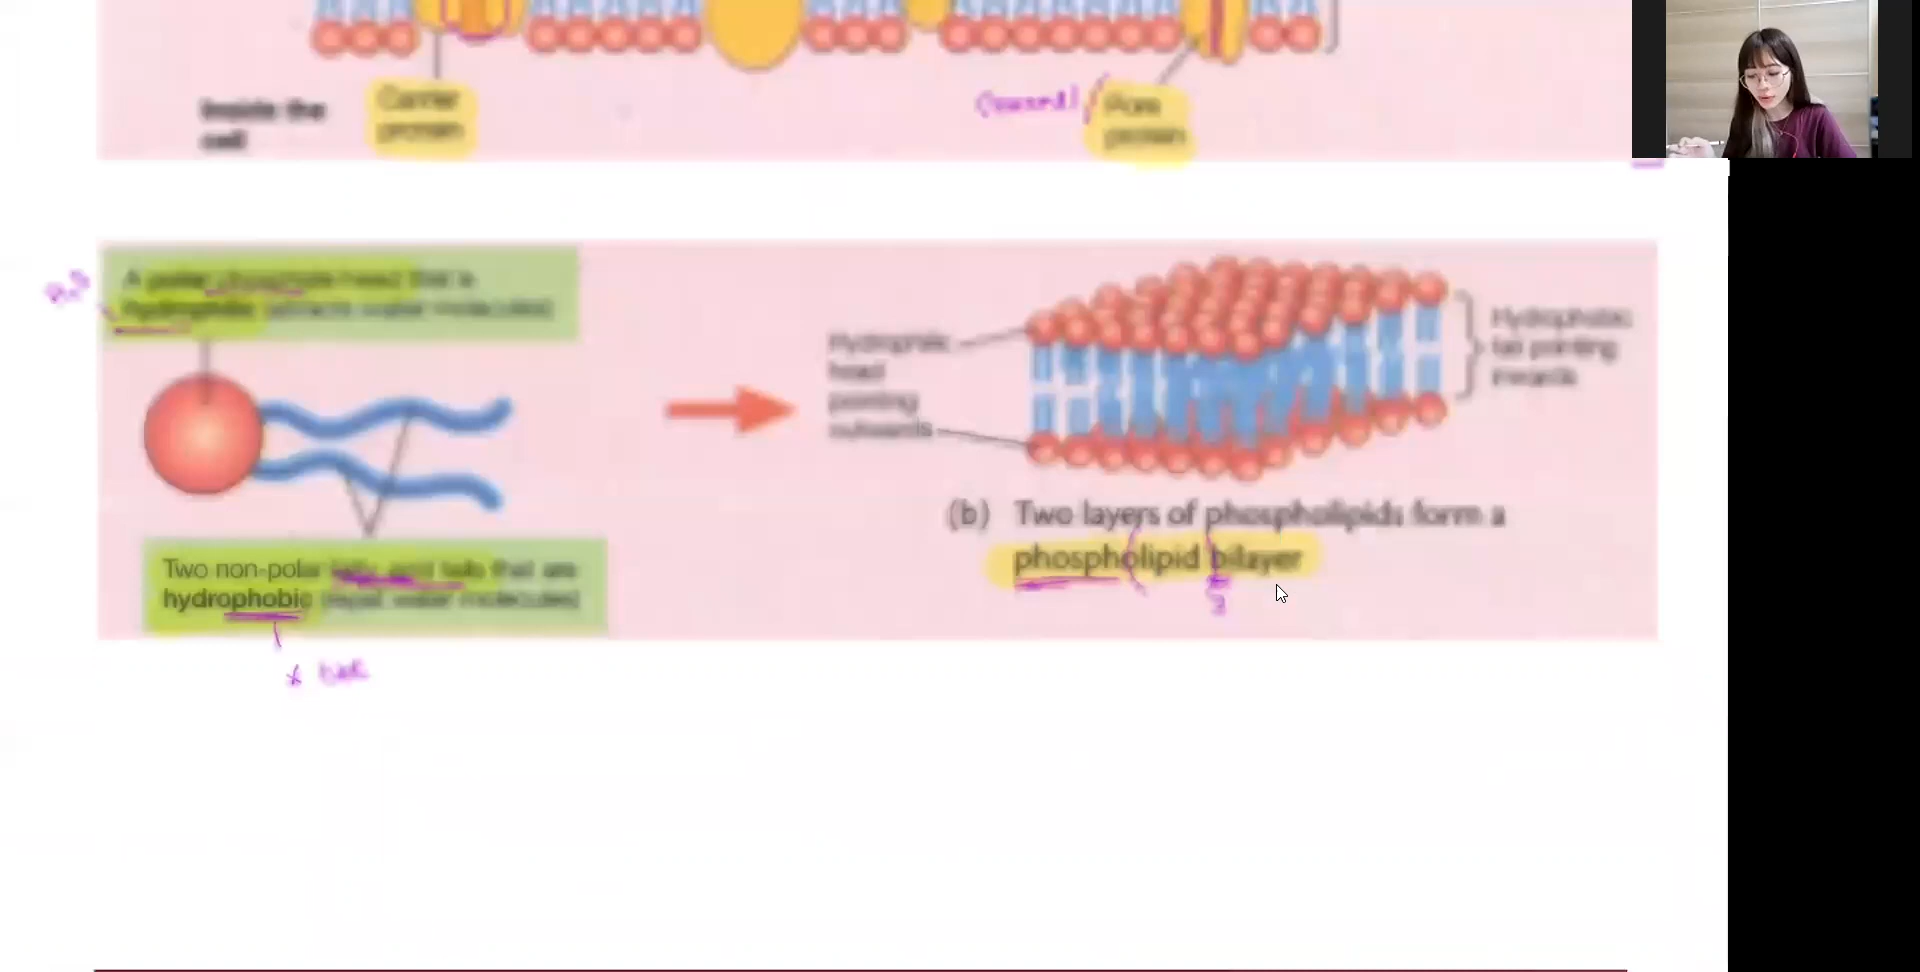 Inside the
cell
Carrier
protein
Pore
protein
A polar phosphate head that is
hydrophilic (attracts water molecules)
Hydrophilic
head
pointing
outwards
Hydrophobic
tail pointing
inwards
(b) Two layers of phospholipids form a
phospholipid bilayer
2
Two non-polar fatty acid tails that are
hydrophobic (repel water molecules)